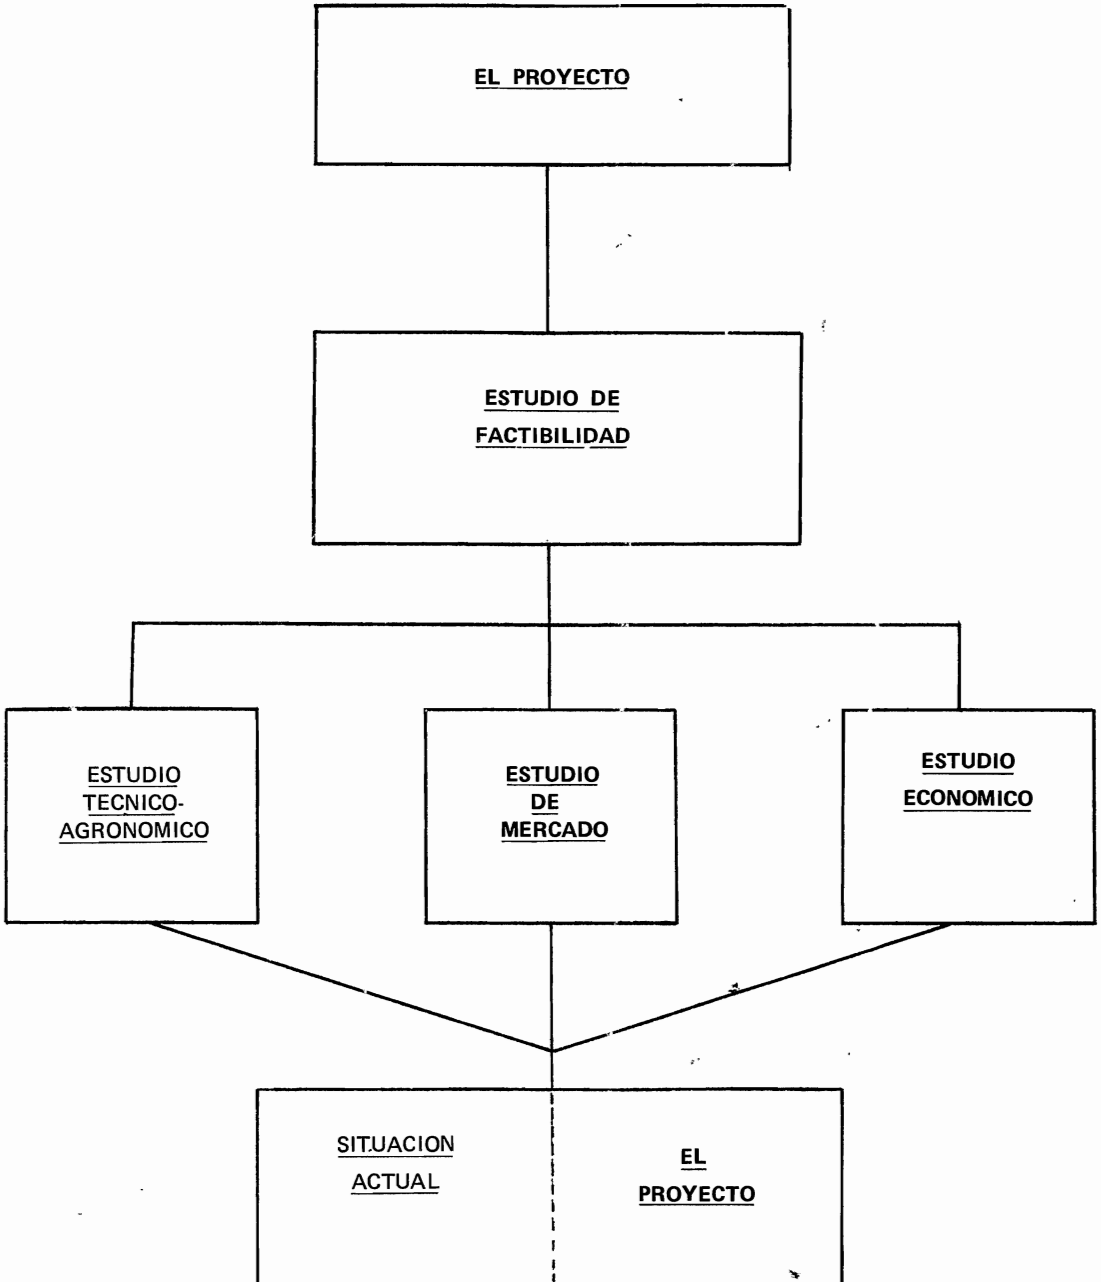 EL PROYECTO
ESTUDIO DE
FACTIBILIDAD
ESTUDIO
TECNICO-
AGRONOMICO
ESTUDIO
DE
MERCADO
ESTUDIO
ECONOMICO
SITUACION
ACTUAL
EL
PROYECTO